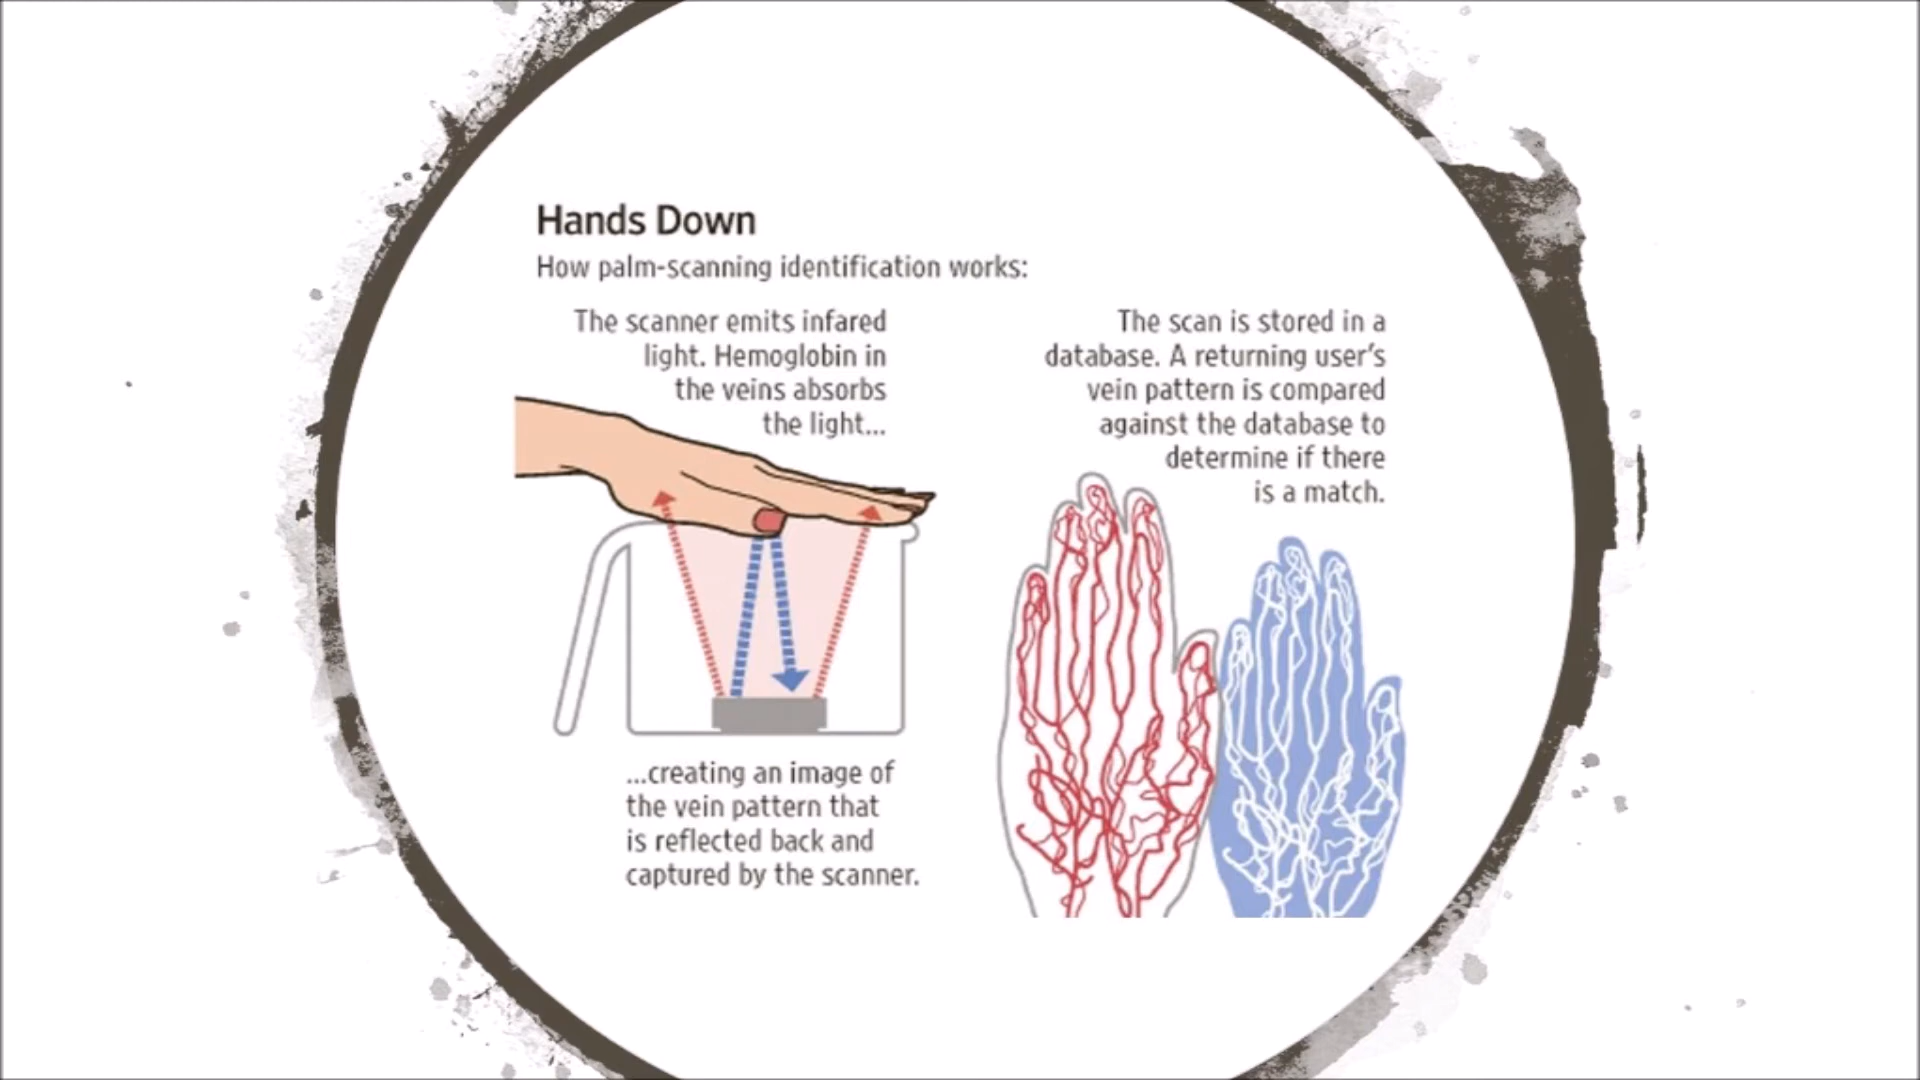 Hands Down
How palm-scanning identification works:
The scanner emits infared
light. Hemoglobin in
the veins absorbs
the light...
...creating an image of
the vein pattern that
is reflected back and
captured by the scanner.
The scan is stored in a
database. A returning user's
vein pattern is compared
against the database to
determine if there
is a match.